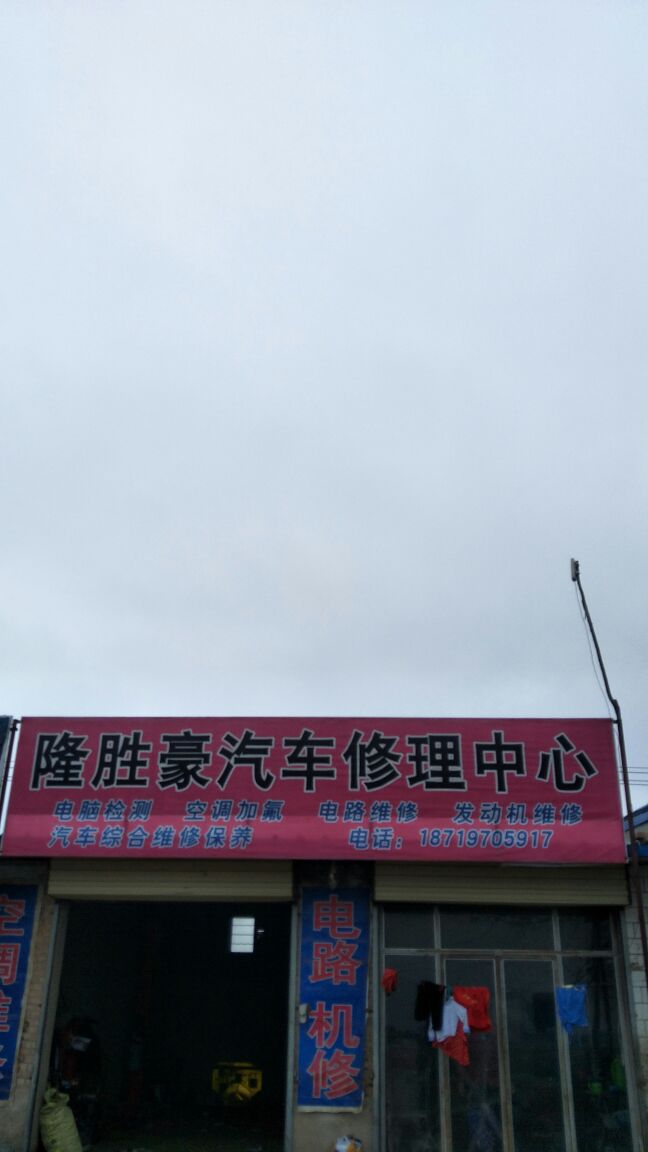 隆胜豪汽车修理中心
电脑检测 空调加氟 电路维修 发动机维修
汽车综合维修保养 电话：18719705917
空调维修
电路 机修